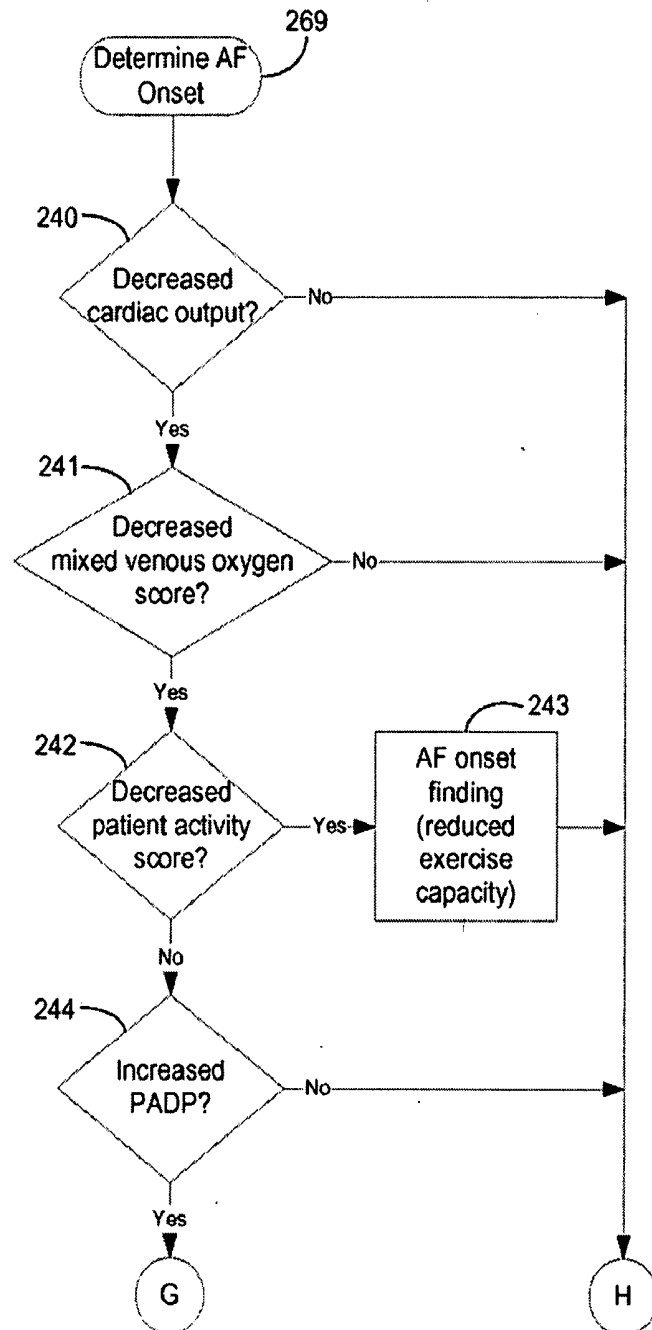 269
Determine AF
Onset
240
Decreased
cardiac output?
No
Yes
241
Decreased
mixed venous oxygen
score?
No
Yes
242
Decreased
patient activity
score?
Yes
243
AF onset
finding
(reduced
exercise
capacity)
No
244
Increased
PADP?
No
Yes
G
H